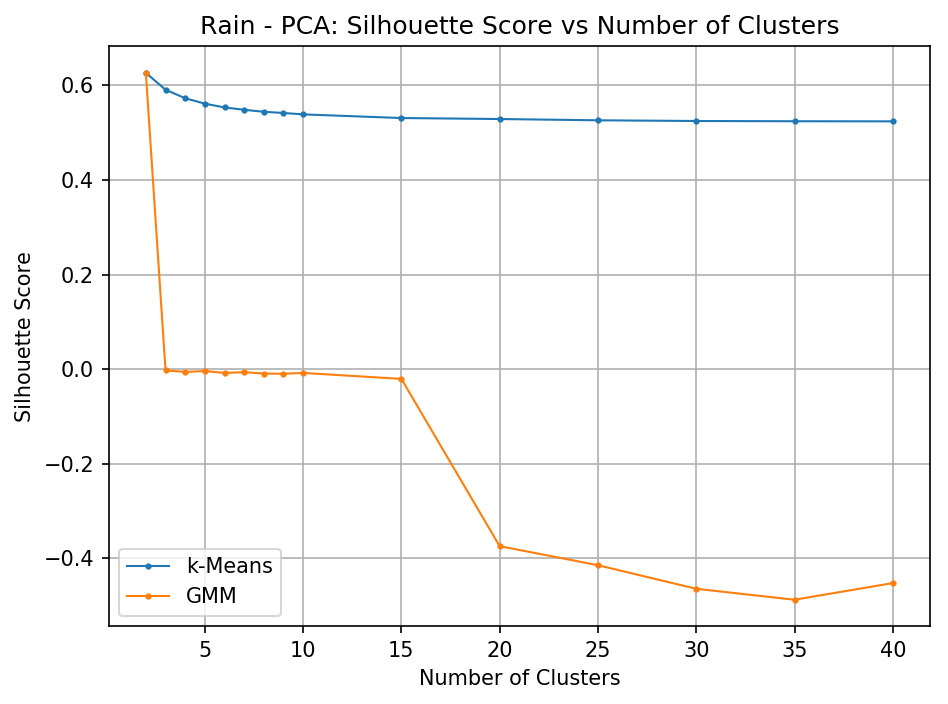 Rain - PCA: Silhouette Score vs Number of Clusters
Silhouette Score
0.6
0.4
0.2
0.0
−0.2
−0.4
k-Means
GMM
5 10 15 20 25 30 35 40
Number of Clusters